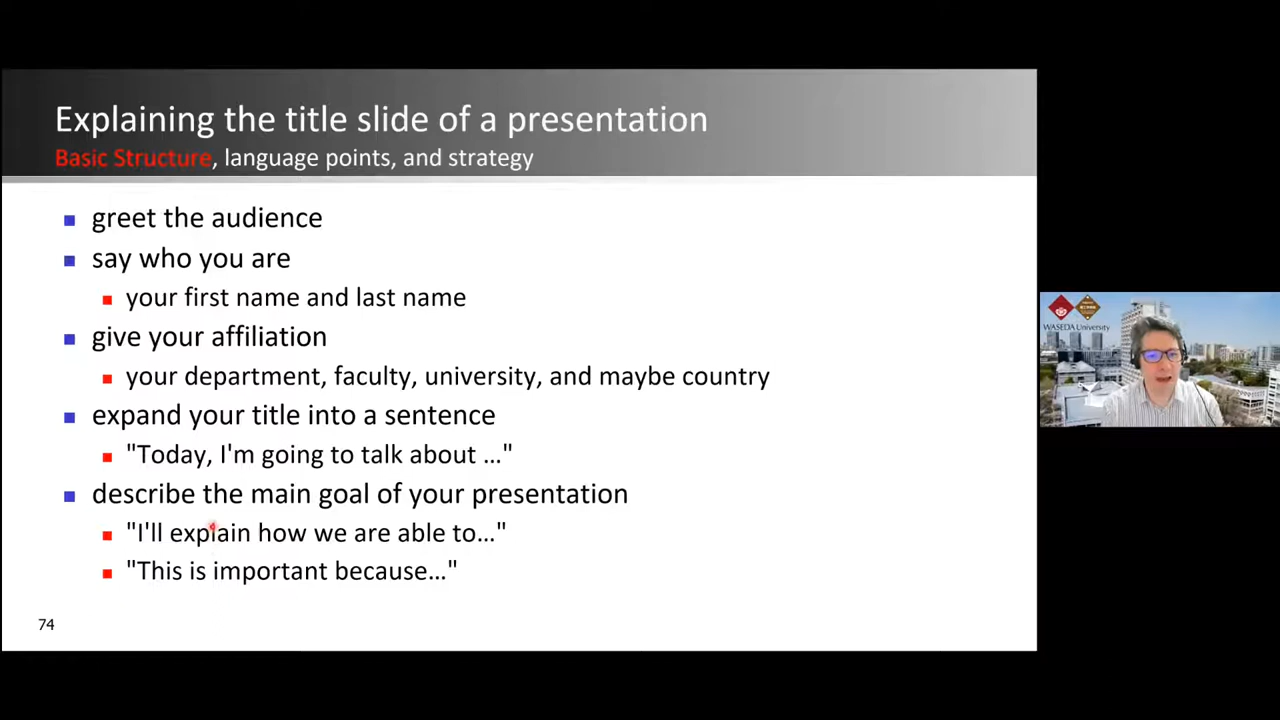 Explaining the title slide of a presentation
Basic Structure, language points, and strategy
greet the audience
say who you are
your first name and last name
give your affiliation
your department, faculty, university, and maybe country
expand your title into a sentence
"Today, I'm going to talk about …"
describe the main goal of your presentation
"I'll explain how we are able to…"
"This is important because…"
74
WASEDA University